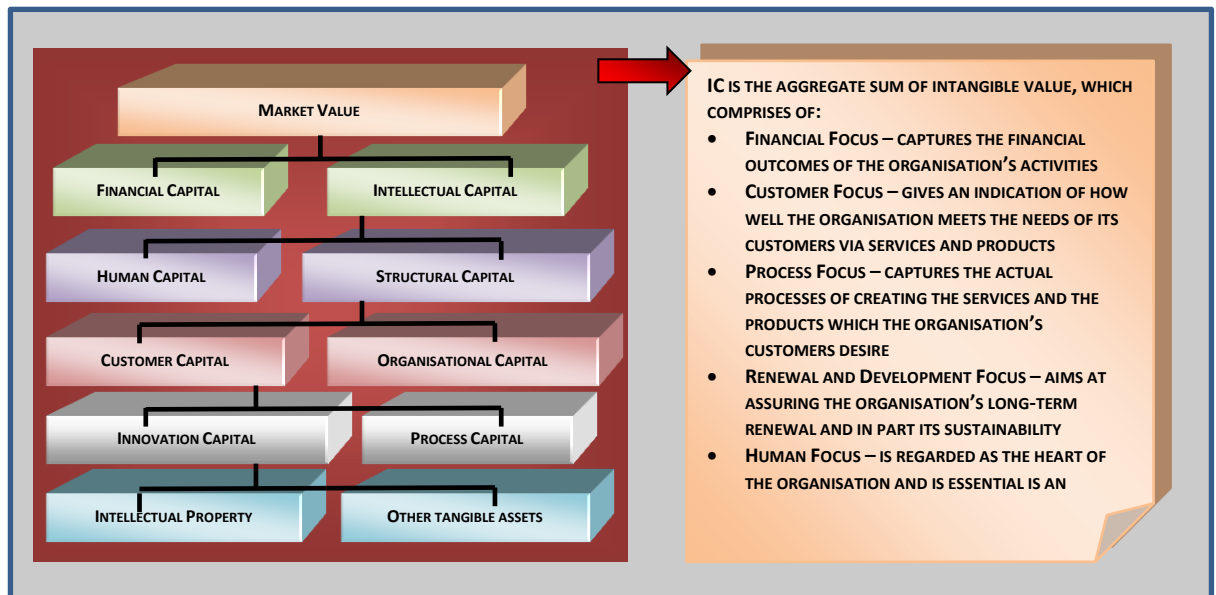 MARKET VALUE
FINANCIAL CAPITAL
INTELLECTUAL CAPITAL
HUMAN CAPITAL
STRUCTURAL CAPITAL
CUSTOMER CAPITAL
ORGANISATIONAL CAPITAL
INNOVATION CAPITAL
PROCESS CAPITAL
INTELLECTUAL PROPERTY
OTHER TANGIBLE ASSETS
IC IS THE AGGREGATE SUM OF INTANGIBLE VALUE, WHICH
COMPRISES OF:
• FINANCIAL FOCUS – CAPTURES THE FINANCIAL
OUTCOMES OF THE ORGANISATION'S ACTIVITIES
• CUSTOMER FOCUS – GIVES AN INDICATION OF HOW
WELL THE ORGANISATION MEETS THE NEEDS OF ITS
CUSTOMERS VIA SERVICES AND PRODUCTS
• PROCESS FOCUS – CAPTURES THE ACTUAL
PROCESSES OF CREATING THE SERVICES AND THE
PRODUCTS WHICH THE ORGANISATION'S
CUSTOMERS DESIRE
• RENEWAL AND DEVELOPMENT FOCUS – AIMS AT
ASSURING THE ORGANISATION'S LONG-TERM
RENEWAL AND IN PART ITS SUSTAINABILITY
• HUMAN FOCUS – IS REGARDED AS THE HEART OF
THE ORGANISATION AND IS ESSENTIAL IS AN